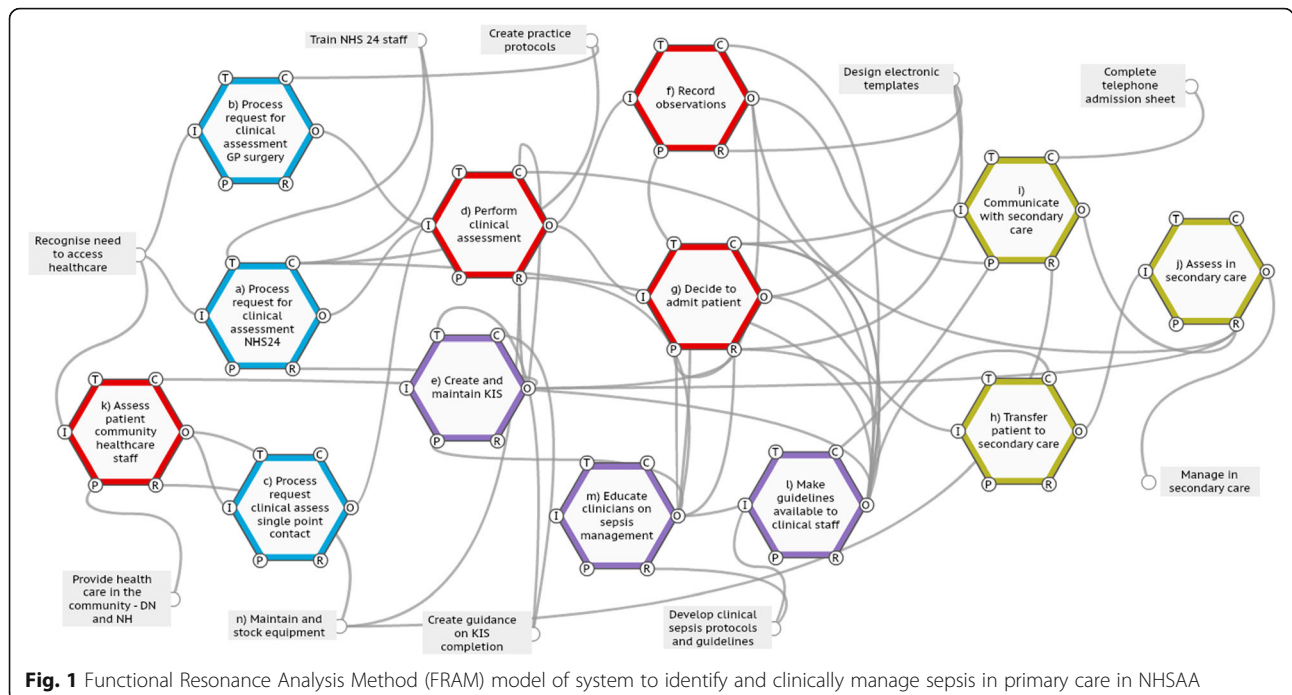 Train NHS 24 staff
Create practice
protocols
T C
I O
P R
b) Process
request for
clinical
assessment
GP surgery
T C
I O
P R
f) Record
observations
Design electronic
templates
Complete
telephone
admission sheet
T C
I O
P R
d) Perform
clinical
assessment
T C
I O
P R
i)
Communicate
with secondary
care
Recognise need
to access
healthcare
T C
I O
P R
a) Process
request for
clinical
assessment
NHS24
T C
I O
P R
g) Decide to
admit patient
T C
I O
P R
j) Assess in
secondary care
T C
I O
P R
e) Create and
maintain KIS
T C
I O
P R
k) Assess
patient
community
healthcare
staff
T C
I O
P R
h) Transfer
patient to
secondary care
T C
I O
P R
c) Process
request
clinical assess
single point
contact
T C
I O
P R
m) Educate
clinicians on
sepsis
management
T C
I O
P R
l) Make
guidelines
available to
clinical staff
Manage in
secondary care
Provide health
care in the
community - DN
and NH
n) Maintain and
stock equipment
Create guidance
on KIS
completion
Develop clinical
sepsis protocols
and guidelines
Fig. 1 Functional Resonance Analysis Method (FRAM) model of system to identify and clinically manage sepsis in primary care in NHSAA